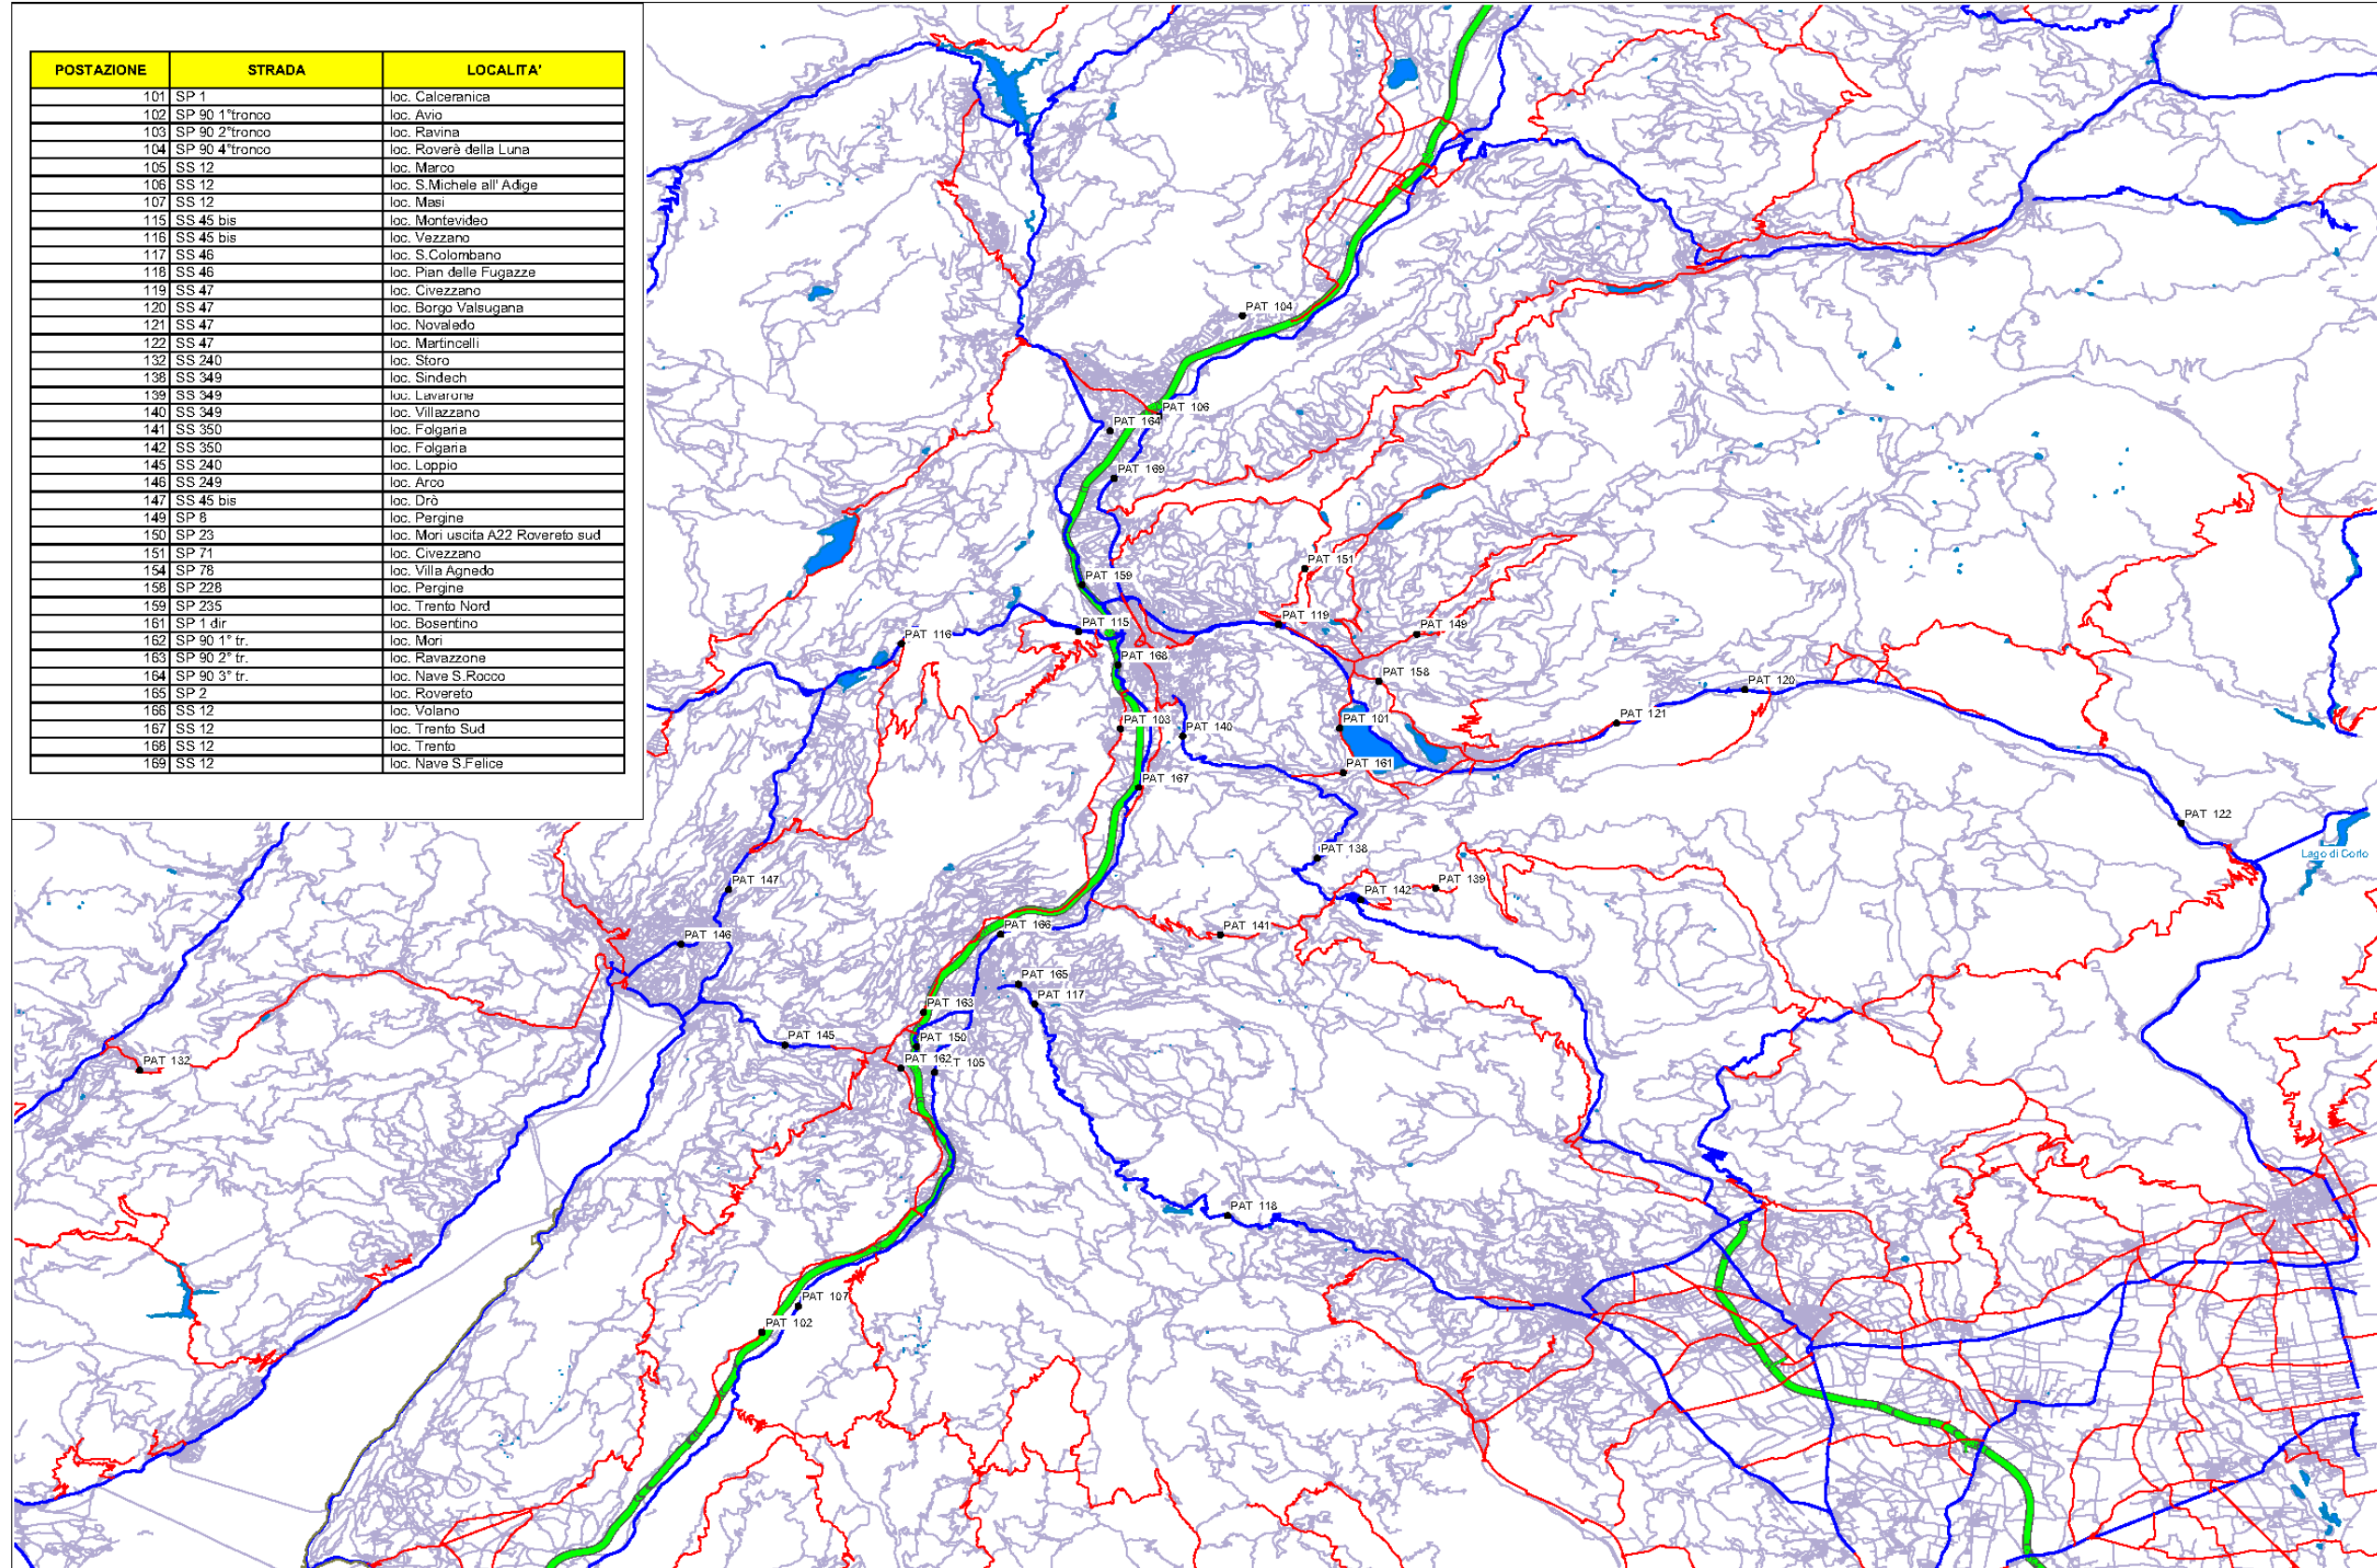 POSTAZIONE STRADA LOCALITA'
101 SP 1 loc. Calceranica
102 SP 90 1°tronco loc. Avio
103 SP 90 2°tronco loc. Ravina
104 SP 90 4°tronco loc. Roverè della Luna
105 SS 12 loc. Marco
106 SS 12 loc. S.Michele all' Adige
107 SS 12 loc. Masi
115 SS 45 bis loc. Montevideo
116 SS 45 bis loc. Vezzano
117 SS 46 loc. S.Colombano
118 SS 46 loc. Pian delle Fugazze
119 SS 47 loc. Civezzano
120 SS 47 loc. Borgo Valsugana
121 SS 47 loc. Novaledo
122 SS 47 loc. Martincelli
132 SS 240 loc. Storo
138 SS 349 loc. Sindech
139 SS 349 loc. Lavarone
140 SS 349 loc. Villazzano
141 SS 350 loc. Folgaria
142 SS 350 loc. Folgaria
145 SS 240 loc. Loppio
146 SS 249 loc. Arco
147 SS 45 bis loc. Drò
149 SP 8 loc. Pergine
150 SP 23 loc. Mori uscita A22 Rovereto sud
151 SP 71 loc. Civezzano
154 SP 78 loc. Villa Agnedo
158 SP 228 loc. Pergine
159 SP 235 loc. Trento Nord
161 SP 1 dir loc. Bosentino
162 SP 90 1° tr. loc. Mori
163 SP 90 2° tr. loc. Ravazzone
164 SP 90 3° tr. loc. Nave S.Rocco
165 SP 2 loc. Rovereto
166 SS 12 loc. Volano
167 SS 12 loc. Trento Sud
168 SS 12 loc. Trento
169 SS 12 loc. Nave S.Felice
PAT 104
PAT 106
PAT 164
PAT 169
PAT 151
PAT 159
PAT 119
PAT 115
PAT 149
PAT 116
PAT 168
PAT 158
PAT 120
PAT 121
PAT 103
PAT 140
PAT 101
PAT 161
PAT 167
PAT 122
PAT 138
Lago di Corlo
PAT 147
PAT 142
PAT 139
PAT 146
PAT 166
PAT 141
PAT 165
PAT 117
PAT 163
PAT 145
PAT 150
PAT 132
PAT 162
T 105
PAT 118
PAT 107
PAT 102